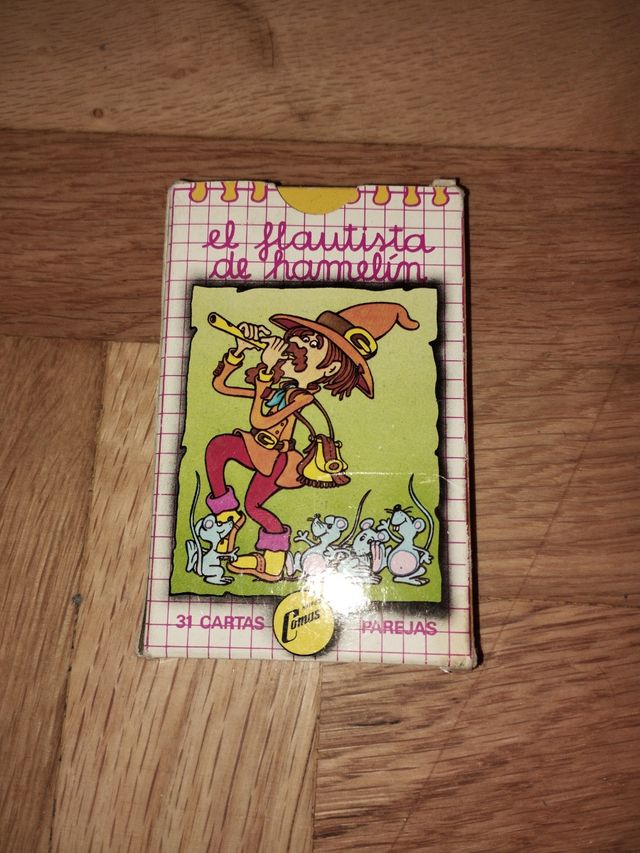 el flautista
de hamelín
31 CARTAS
Comas
PAREJAS